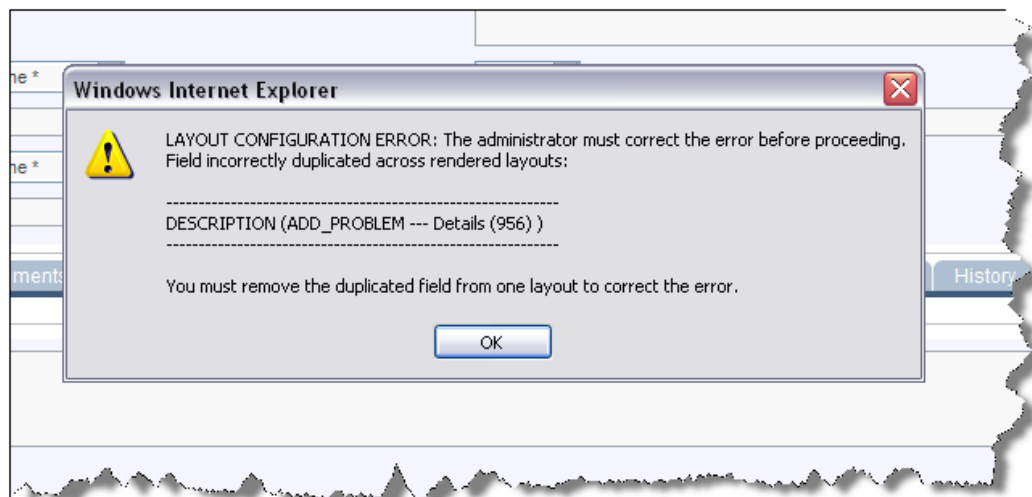 ne *
Windows Internet Explorer
LAYOUT CONFIGURATION ERROR: The administrator must correct the error before proceeding.
Field incorrectly duplicated across rendered layouts:
-------------------------------------------------------------
DESCRIPTION (ADD_PROBLEM --- Details (956) )
-------------------------------------------------------------
ne *
ments
History
You must remove the duplicated field from one layout to correct the error.
OK